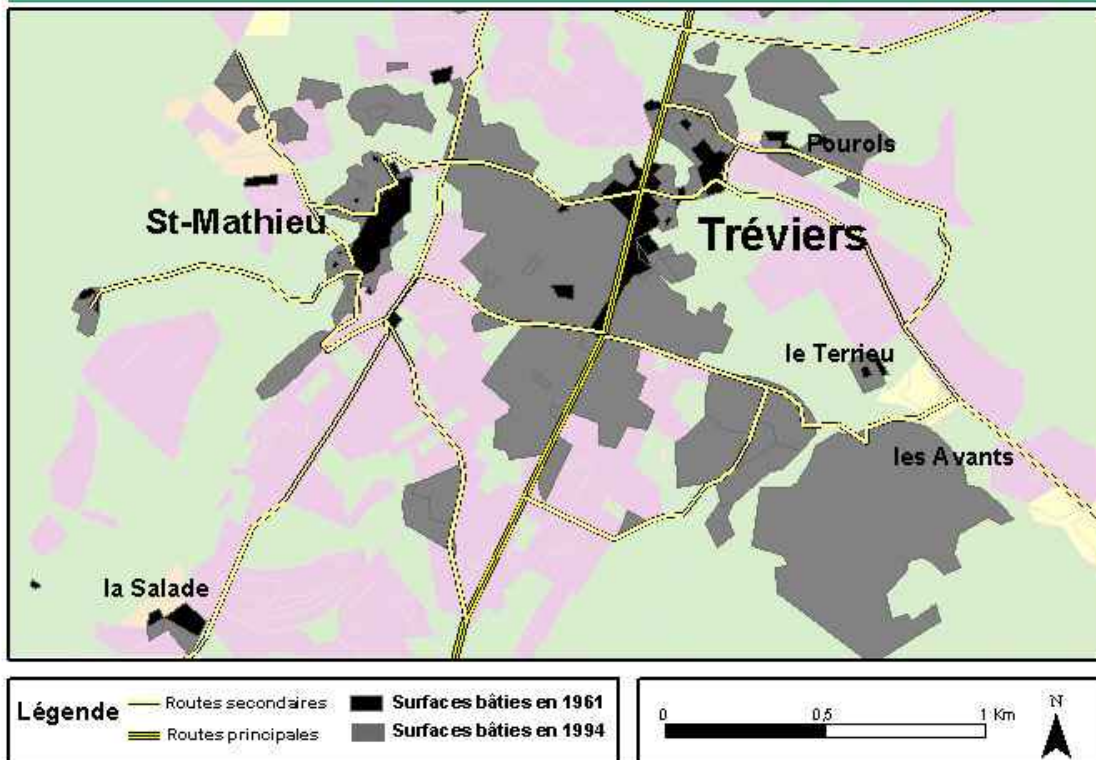 Pourols
St-Mathieu
Tréviers
le Terrieu
les Avants
la Salade
Légende
Routes secondaires
Routes principales
Surfaces bâties en 1961
Surfaces bâties en 1994
0 0,5 1 Km
N